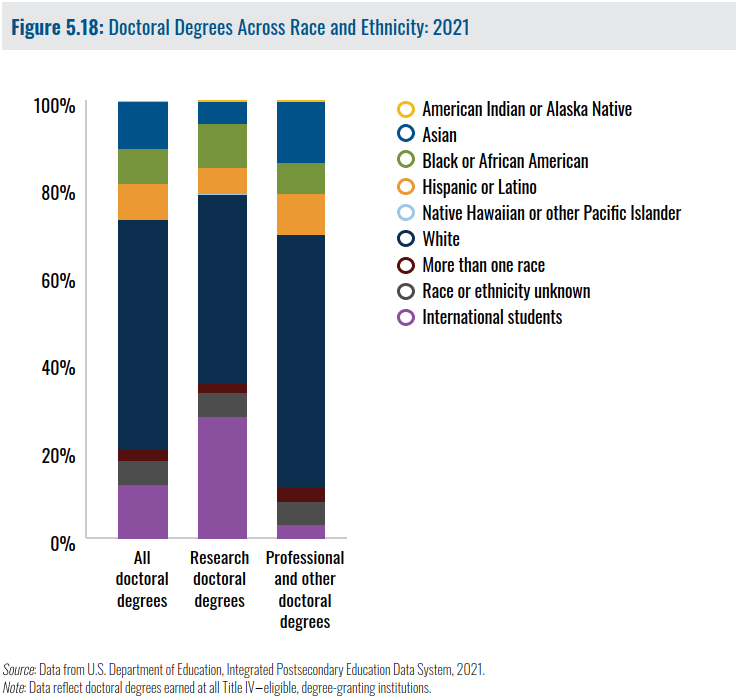 Figure 5.18: Doctoral Degrees Across Race and Ethnicity: 2021
100%
80%
60%
40%
20%
0%
All
doctoral
degrees
Research
doctoral
degrees
Professional
and other
doctoral
degrees
American Indian or Alaska Native
Asian
Black or African American
Hispanic or Latino
Native Hawaiian or other Pacific Islander
White
More than one race
Race or ethnicity unknown
International students
Source: Data from U.S. Department of Education, Integrated Postsecondary Education Data System, 2021.
Note: Data reflect doctoral degrees earned at all Title IV–eligible, degree-granting institutions.